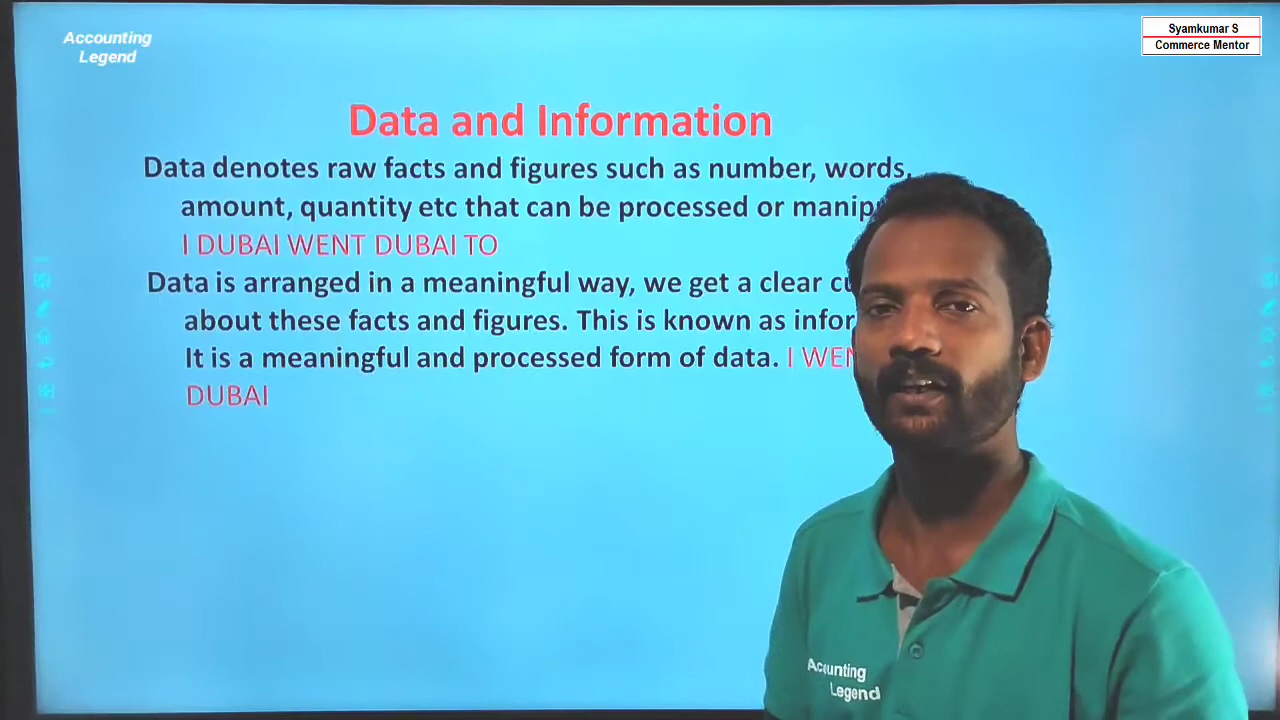 Accounting
Legend
Syamkumar S
Commerce Mentor
Data and Information
Data denotes raw facts and figures such as number, words,
amount, quantity etc that can be processed or
I DUBAI WENT DUBAI TO
Data is arranged in a meaningful way, we get a clear
about these facts and figures. This is known as
It is a meaningful and processed form of data. I
DUBAI
Accounting
Legend